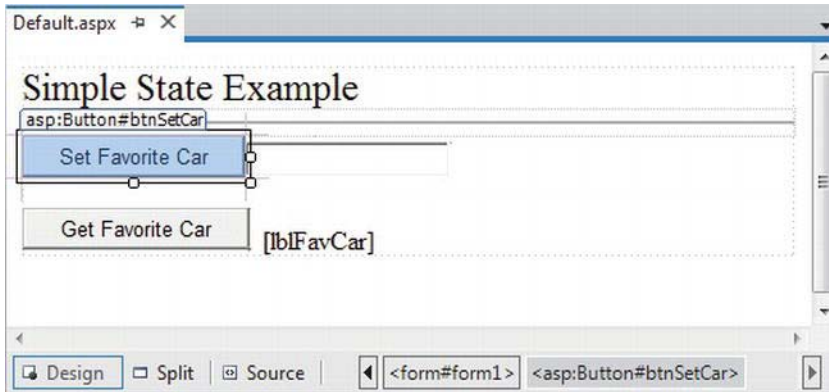 Default.aspx
Simple State Example
asp:Button#btnSetCar
Set Favorite Car
Get Favorite Car [lblFavCar]
Design Split Source <form#form1> <asp:Button#btnSetCar>